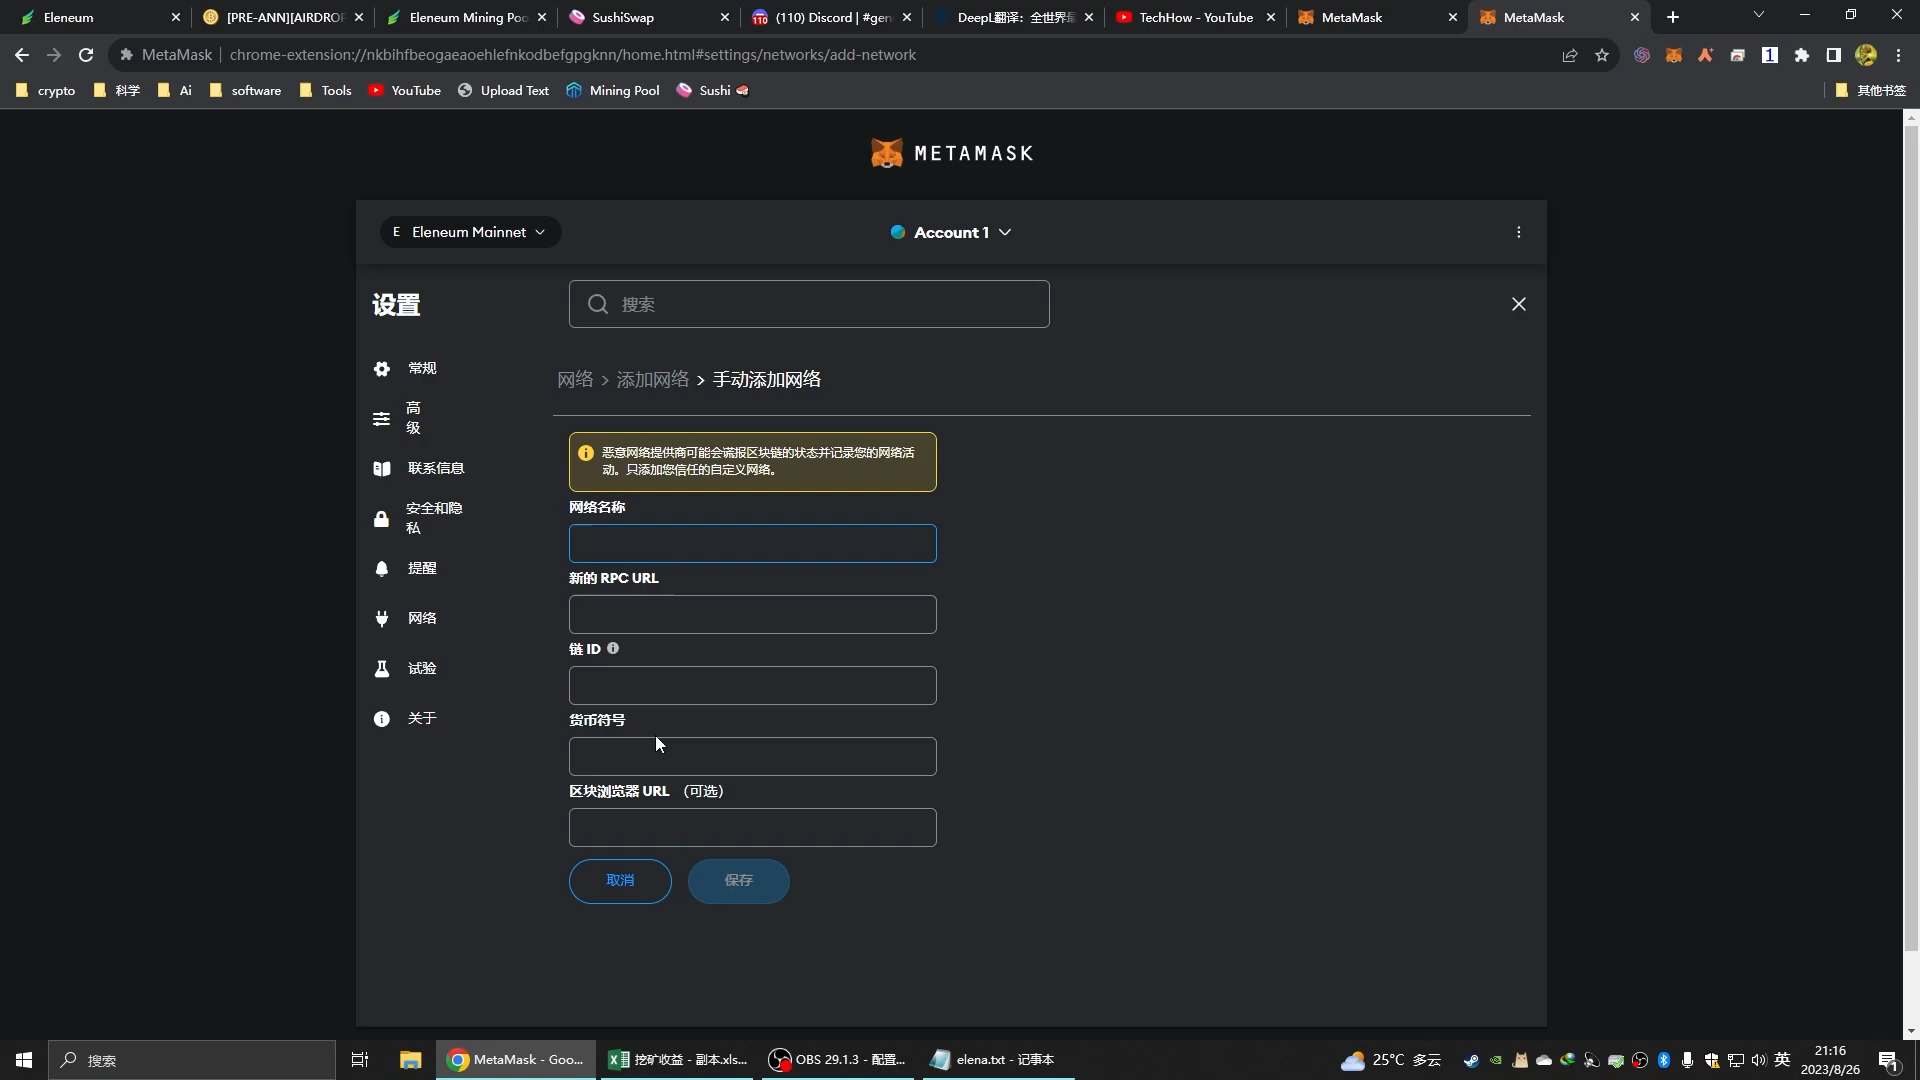 Eleneum
[PRE-ANN][AIRDROP
Eleneum Mining Poo
SushiSwap
(110) Discord | #gen
DeepL翻译：全世界最
TechHow - YouTube
MetaMask
MetaMask
MetaMask
chrome-extension://nkbihfbeogaeaoehlefnkodbefgpgknn/home.html#settings/networks/add-network
crypto
科学
Ai
software
Tools
YouTube
Upload Text
Mining Pool
Sushi
其他书签
METAMASK
E Eleneum Mainnet
Account 1
设置
搜索
常规
高
级
联系信息
安全和隐
私
提醒
网络
试验
关于
网络 > 添加网络 > 手动添加网络
恶意网络提供商可能会谎报区块链的状态并记录您的网络活
动。只添加您信任的自定义网络。
网络名称
新的 RPC URL
链 ID
货币符号
区块浏览器 URL （可选）
取消
保存
搜索
MetaMask - Goo...
挖矿收益 - 副本.xls...
OBS 29.1.3 - 配置...
elena.txt - 记事本
25°C 多云
英
21:16
2023/8/26
1